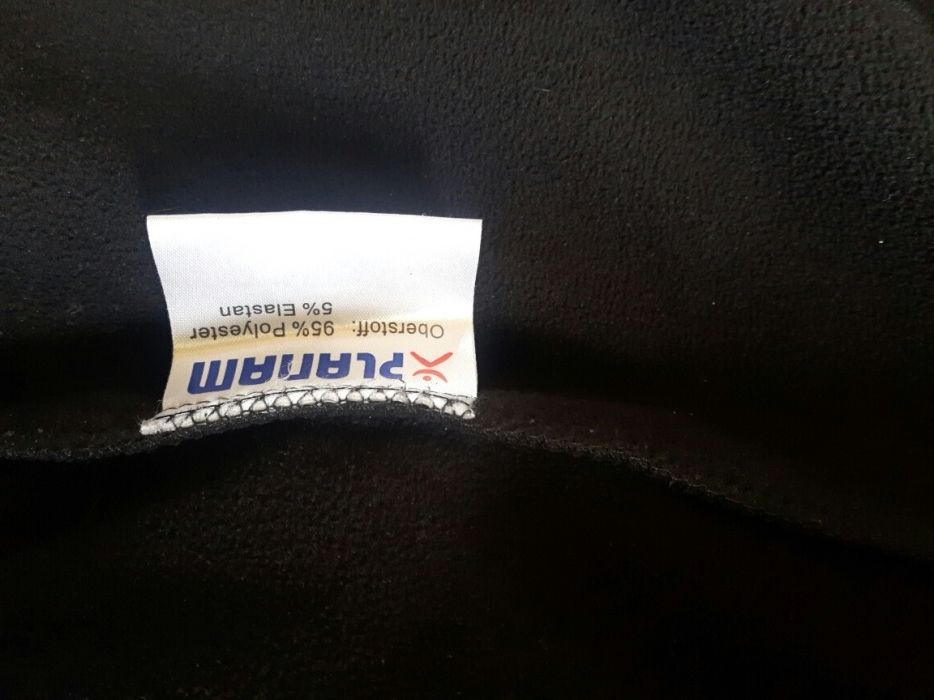 PLANAM
Oberstoff: 95% Polyester
5% Elastan